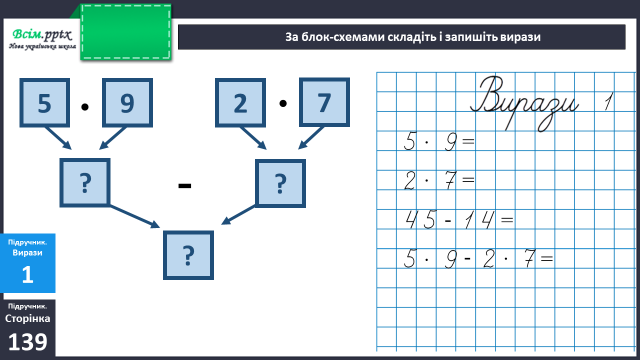 Всім.pptx
Нова українська школа
За блок-схемами складіть і запишіть вирази
5 · 9 2 · 7
? - ?
?
Вирази 1
5 · 9 =
2 · 7 =
45 - 14 =
5 · 9 - 2 · 7 =
Підручник.
Вирази
1
Підручник.
Сторінка
139